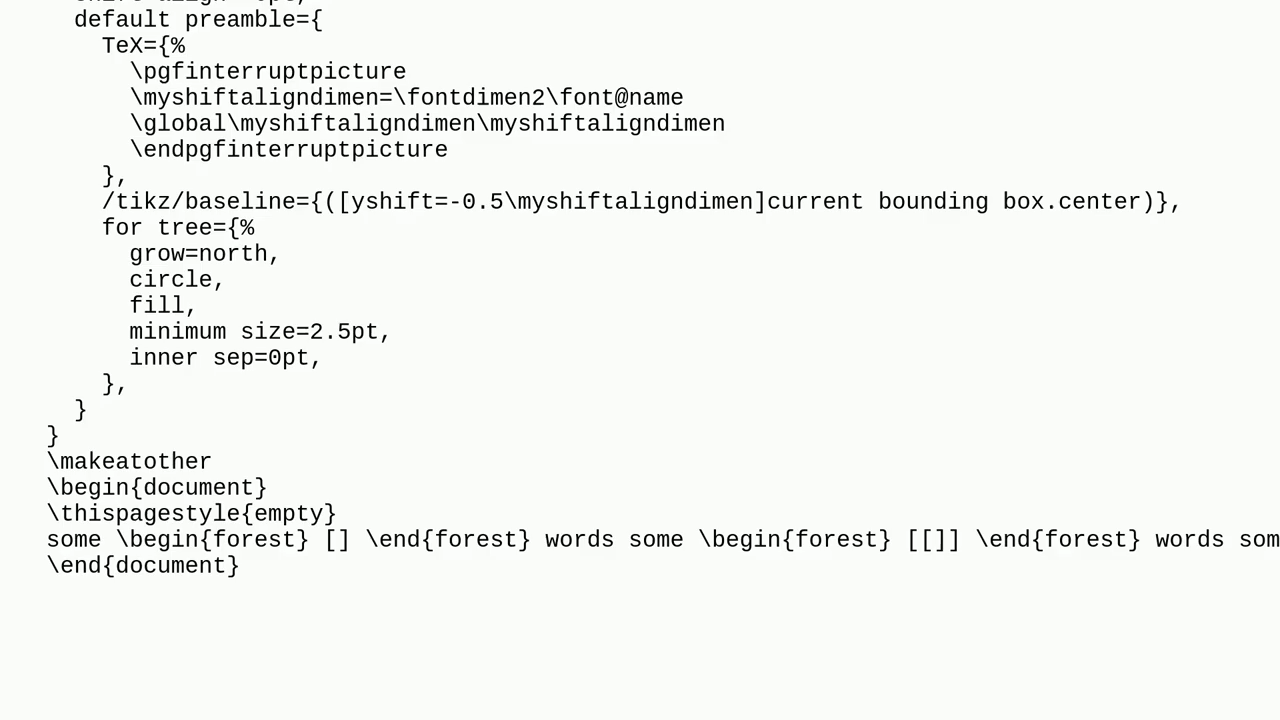 default preamble={
TeX={%
\pgfinterruptpicture
\myshiftaligndimen=\fontdimen2\font@name
\global\myshiftaligndimen\myshiftaligndimen
\endpgfinterruptpicture
},
/tikz/baseline={([yshift=-0.5\myshiftaligndimen]current bounding box.center)},
for tree={%
grow=north,
circle,
fill,
minimum size=2.5pt,
inner sep=0pt,
},
}
}
\makeatother
\begin{document}
\thispagestyle{empty}
some \begin{forest} [] \end{forest} words some \begin{forest} [[]] \end{forest} words som
\end{document}